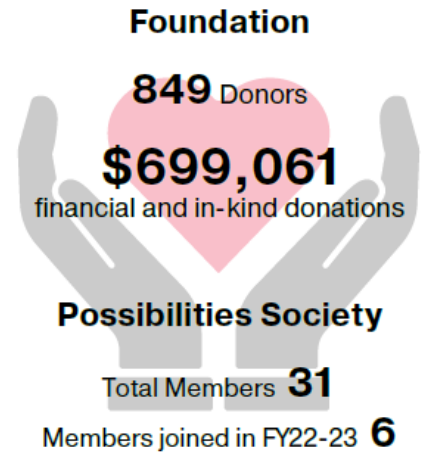 Foundation
849 Donors
$699,061
financial and in-kind donations
Possibilities Society
Total Members 31
Members joined in FY22-23 6